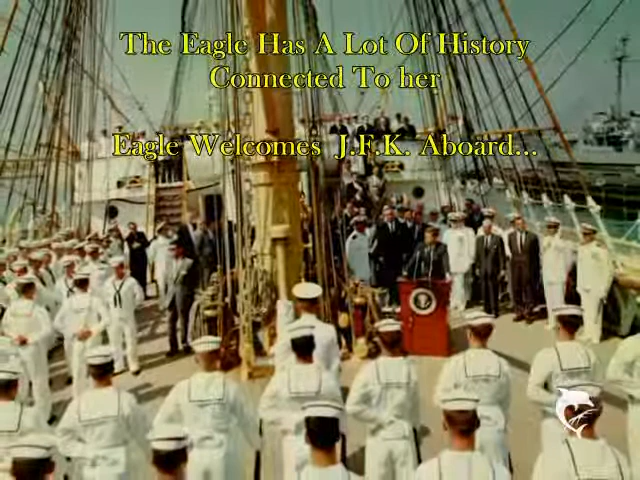 The Eagle Has A Lot Of History
Connected To her
Eagle Welcomes J.F.K. Aboard...